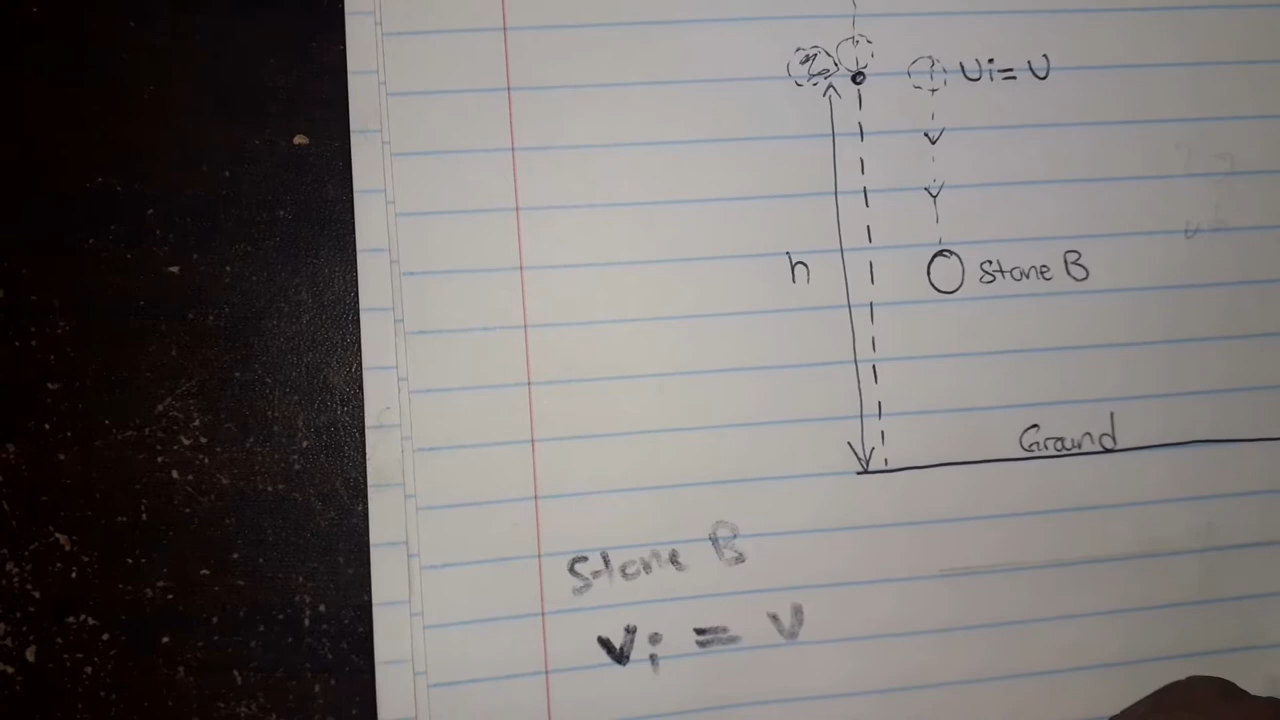 Vi = V
h
Stone B
Ground
Stone B
Vi = V